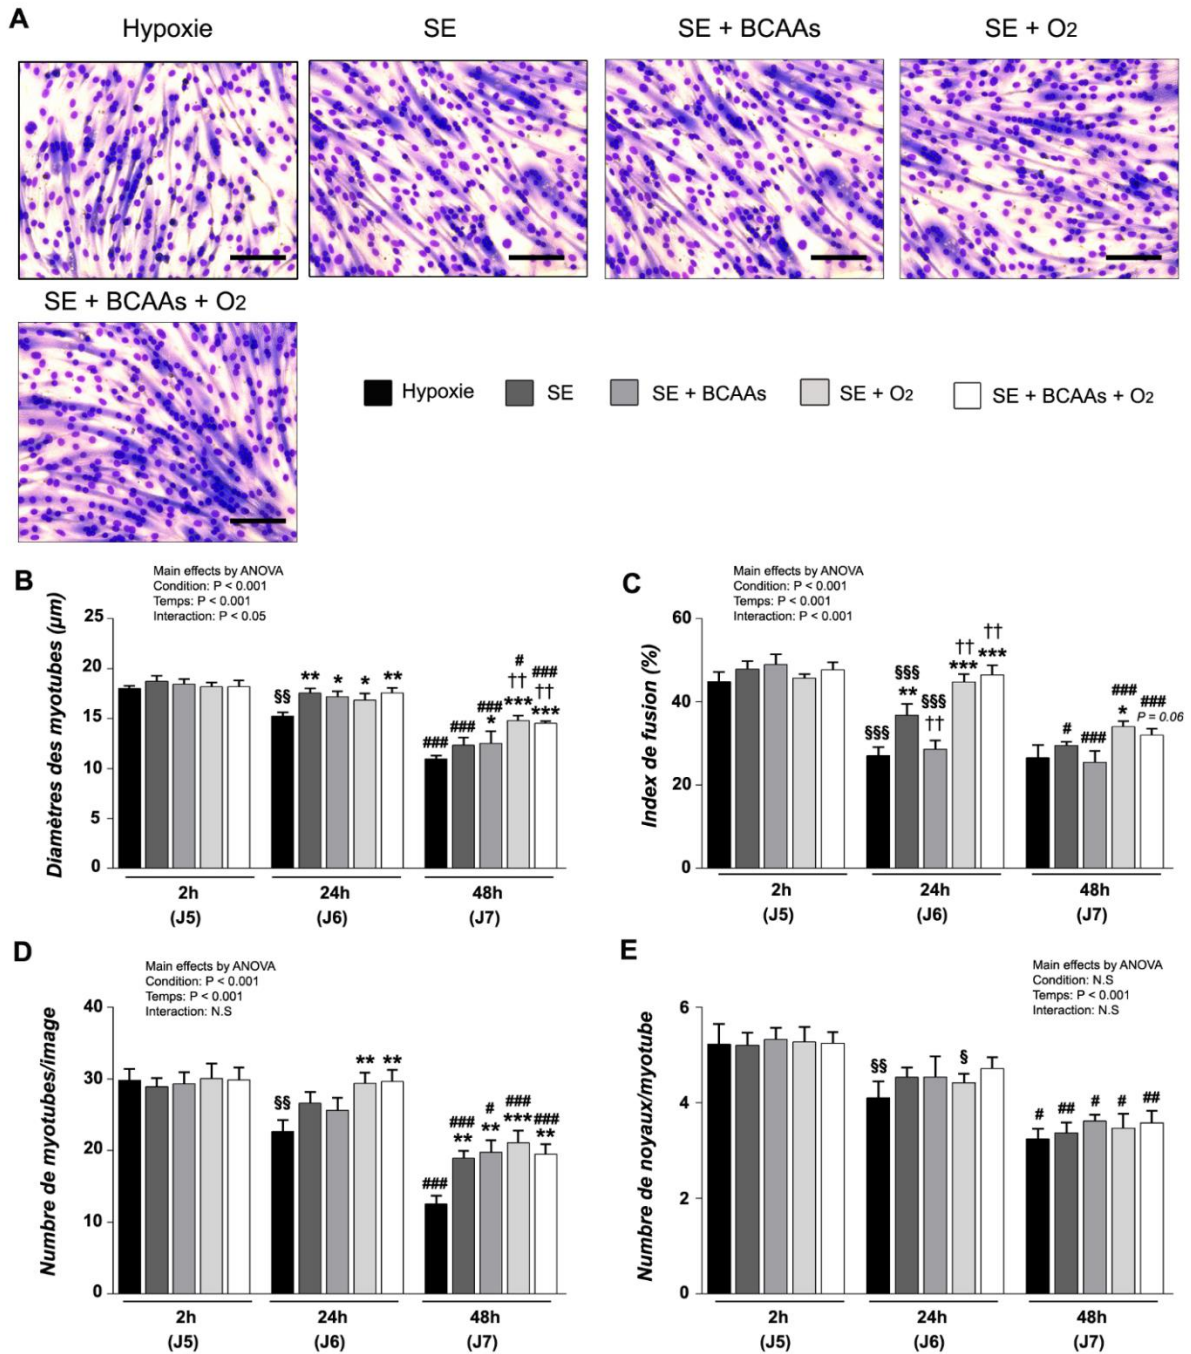 A
Hypoxie SE SE + BCAAs SE + O2
SE + BCAAs + O2
Hypoxie SE SE + BCAAs SE + O2 SE + BCAAs + O2
B
Main effects by ANOVA
Condition: P < 0.001
Temps: P < 0.001
Interaction: P < 0.05
Diamètres des myotubes (µm)
25
20
15
10
5
0
§§ ** * * **
### ### ### * # †† *** ### †† ***
2h 24h 48h
(J5) (J6) (J7)
C
Main effects by ANOVA
Condition: P < 0.001
Temps: P < 0.001
Interaction: P < 0.001
Index de fusion (%)
60
40
20
0
§§§ §§§ ** §§§ †† †† *** †† ***
# ### ### * ### P = 0.06
2h 24h 48h
(J5) (J6) (J7)
D
Main effects by ANOVA
Condition: P < 0.001
Temps: P < 0.001
Interaction: N.S
Numbre de myotubes/image
40
30
20
10
0
§§ ** **
### ### ** # ** ### *** ### **
2h 24h 48h
(J5) (J6) (J7)
E
Main effects by ANOVA
Condition: N.S
Temps: P < 0.001
Interaction: N.S
Numbre de noyaux/myotube
6
4
2
0
§§ §
# ## # # ##
2h 24h 48h
(J5) (J6) (J7)